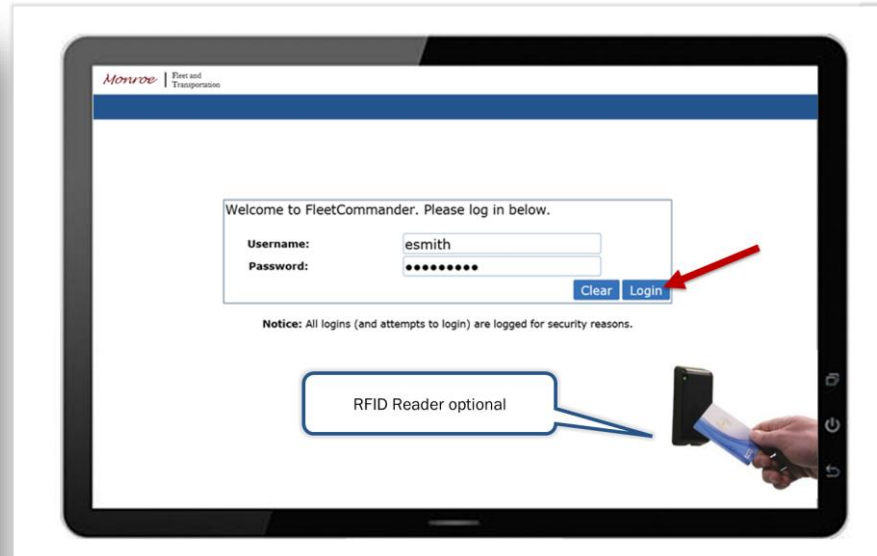 Monroe
Fleet and
Transportation
Welcome to FleetCommander. Please log in below.
Username: esmith
Password: •••••••••
Clear Login
Notice: All logins (and attempts to login) are logged for security reasons.
RFID Reader optional